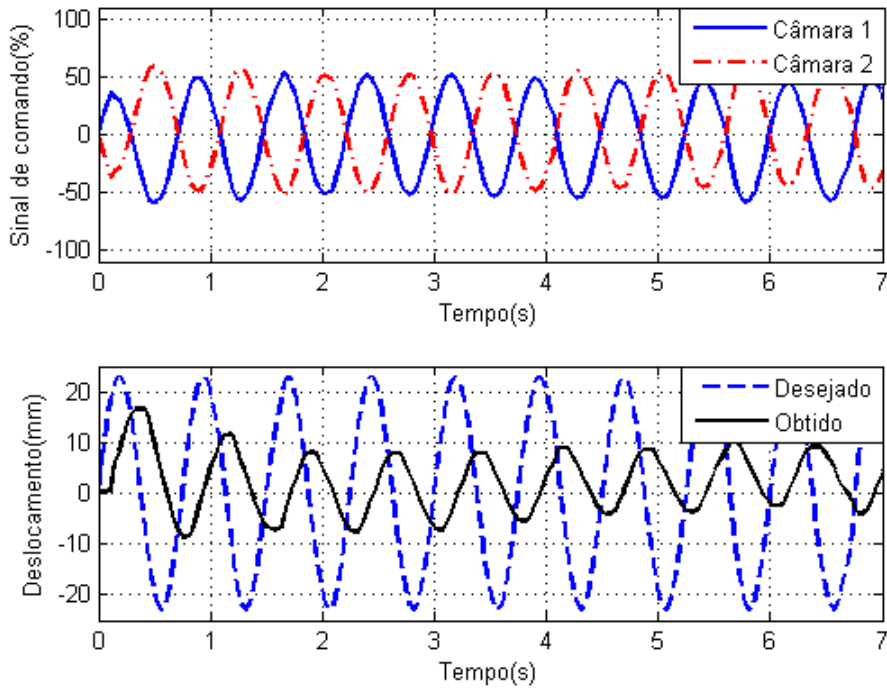 Sinal de comando(%)
100
50
0
-50
-100
Câmara 1
Câmara 2
0 1 2 3 4 5 6 7
Tempo(s)
Deslocamento(mm)
20
10
0
-10
-20
Desejado
Obtido
0 1 2 3 4 5 6 7
Tempo(s)